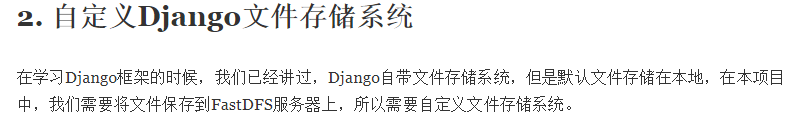 2. 自定义Django文件存储系统
在学习Django框架的时候，我们已经讲过，Django自带文件存储系统，但是默认文件存储在本地，在本项目
中，我们需要将文件保存到FastDFS服务器上，所以需要自定义文件存储系统。